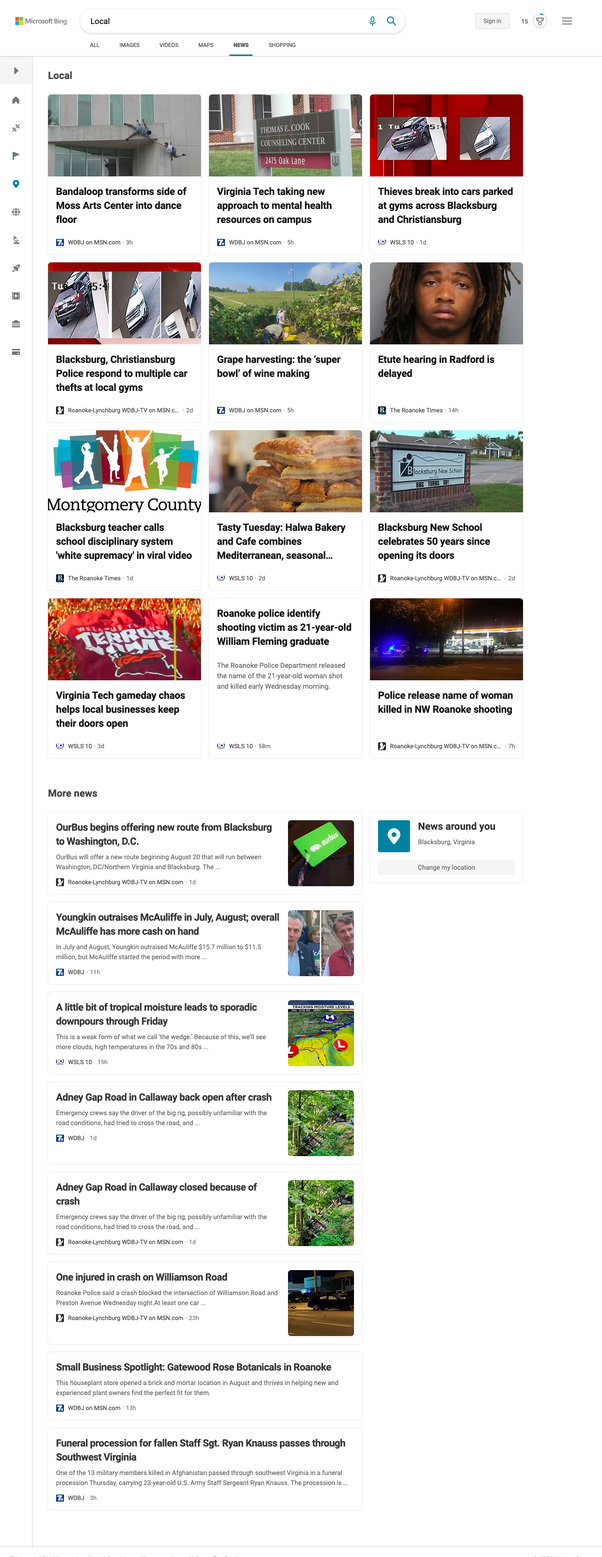 Microsoft Bing
Local
Sign in
15
ALL IMAGES VIDEOS MAPS NEWS SHOPPING
Local
THOMAS E. COOK
COUNSELING CENTER
2475 Oak Lane
Bandaloop transforms side of
Moss Arts Center into dance
floor
WDBJ on MSN.com · 3h
Virginia Tech taking new
approach to mental health
resources on campus
WDBJ on MSN.com · 5h
Thieves break into cars parked
at gyms across Blacksburg
and Christiansburg
WSLS 10 · 1d
Blacksburg, Christiansburg
Police respond to multiple car
thefts at local gyms
Roanoke-Lynchburg WDBJ-TV on MSN.c... · 2d
Grape harvesting: the ‘super
bowl’ of wine making
WDBJ on MSN.com · 5h
Etute hearing in Radford is
delayed
The Roanoke Times · 14h
Montgomery County
Blacksburg New School
Blacksburg teacher calls
school disciplinary system
'white supremacy' in viral video
The Roanoke Times · 1d
Tasty Tuesday: Halwa Bakery
and Cafe combines
Mediterranean, seasonal...
WSLS 10 · 2d
Blacksburg New School
celebrates 50 years since
opening its doors
Roanoke-Lynchburg WDBJ-TV on MSN.c... · 2d
Virginia Tech gameday chaos
helps local businesses keep
their doors open
WSLS 10 · 3d
Roanoke police identify
shooting victim as 21-year-old
William Fleming graduate
The Roanoke Police Department released
the name of the 21-year-old woman shot
and killed early Wednesday morning.
WSLS 10 · 58m
Police release name of woman
killed in NW Roanoke shooting
Roanoke-Lynchburg WDBJ-TV on MSN.c... · 7h
More news
OurBus begins offering new route from Blacksburg
to Washington, D.C.
OurBus will offer a new route beginning August 20 that will run between
Washington, DC/Northern Virginia and Blacksburg. The ...
Roanoke-Lynchburg WDBJ-TV on MSN.com · 1d
ourbus
News around you
Blacksburg, Virginia
Change my location
Youngkin outraises McAuliffe in July, August; overall
McAuliffe has more cash on hand
In July and August, Youngkin outraised McAuliffe $15.7 million to $11.5
million, but McAuliffe started the period with more ...
WDBJ · 11h
A little bit of tropical moisture leads to sporadic
downpours through Friday
This is a weak form of what we call 'the wedge.' Because of this, we'll see
more clouds, high temperatures in the 70s and 80s ...
WSLS 10 · 15h
TRACKING MOISTURE LEVELS
H
L
L
Adney Gap Road in Callaway back open after crash
Emergency crews say the driver of the big rig, possibly unfamiliar with the
road conditions, had tried to cross the road, and ...
WDBJ · 1d
Adney Gap Road in Callaway closed because of
crash
Emergency crews say the driver of the big rig, possibly unfamiliar with the
road conditions, had tried to cross the road, and ...
Roanoke-Lynchburg WDBJ-TV on MSN.com · 1d
One injured in crash on Williamson Road
Roanoke Police said a crash blocked the intersection of Williamson Road and
Preston Avenue Wednesday night.At least one car ...
Roanoke-Lynchburg WDBJ-TV on MSN.com · 23h
Small Business Spotlight: Gatewood Rose Botanicals in Roanoke
This houseplant store opened a brick and mortar location in August and thrives in helping new and
experienced plant owners find the perfect fit for them.
WDBJ on MSN.com · 13h
Funeral procession for fallen Staff Sgt. Ryan Knauss passes through
Southwest Virginia
One of the 13 military members killed in Afghanistan passed through southwest Virginia in a funeral
procession Thursday, carrying 23-year-old U.S. Army Staff Sergeant Ryan Knauss. The procession is ...
WDBJ · 3h